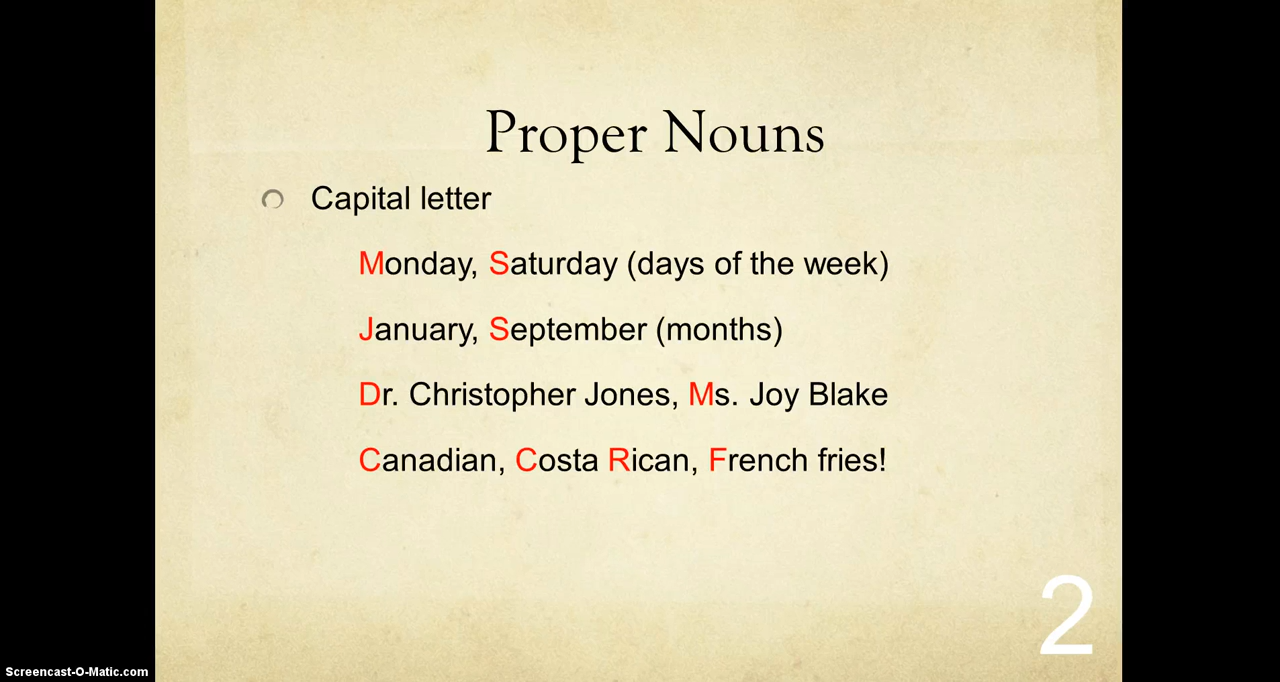 Proper Nouns
Capital letter
Monday, Saturday (days of the week)
January, September (months)
Dr. Christopher Jones, Ms. Joy Blake
Canadian, Costa Rican, French fries!
2
Screencast-O-Matic.com